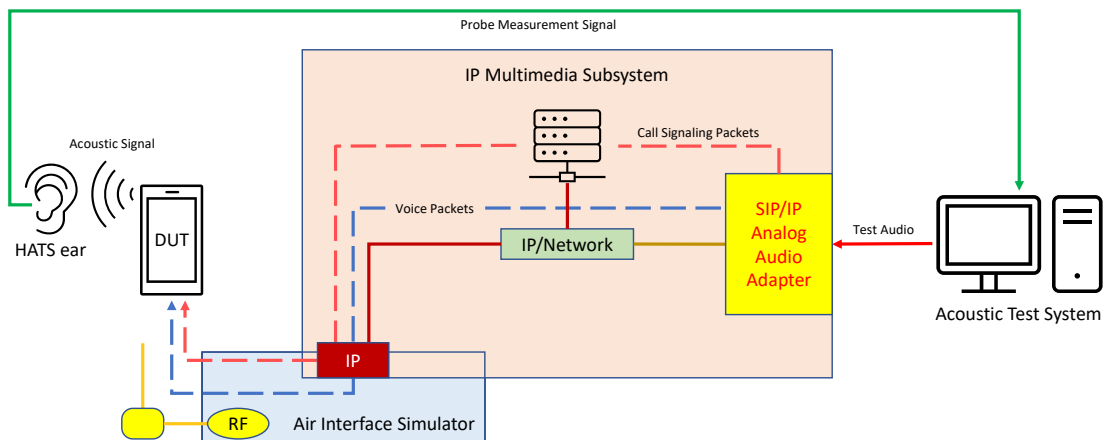 Probe Measurement Signal
IP Multimedia Subsystem
Call Signaling Packets
Acoustic Signal
DUT
HATS ear
Voice Packets
IP/Network
SIP/IP
Analog
Audio
Adapter
Test Audio
Acoustic Test System
IP
RF
Air Interface Simulator